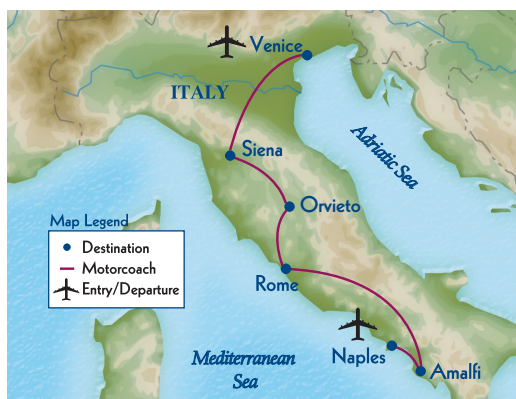 Venice
ITALY
Adriatic Sea
Siena
Orvieto
Map Legend
Destination
Motorcoach
Entry/Departure
Rome
Mediterranean
Sea
Naples
Amalfi